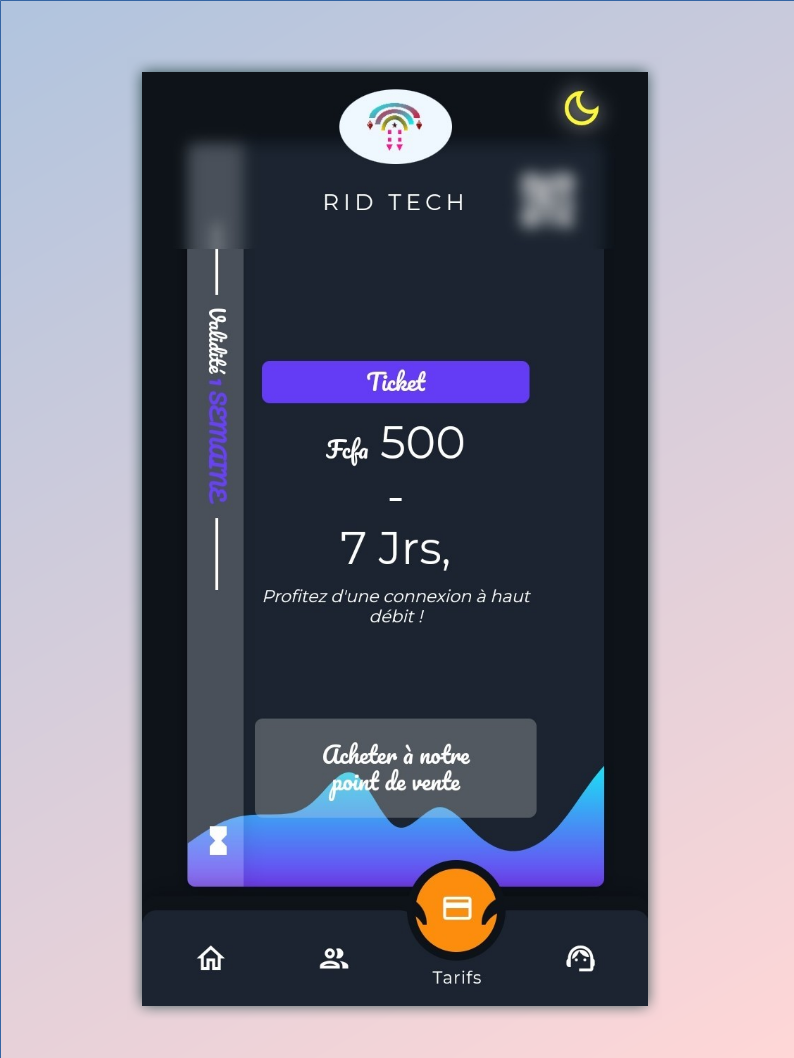 RID TECH
Validité 1 Semaine
Ticket
Fcfa 500
-
7 Jrs,
Profitez d'une connexion à haut
débit !
Acheter à notre
point de vente
Tarifs